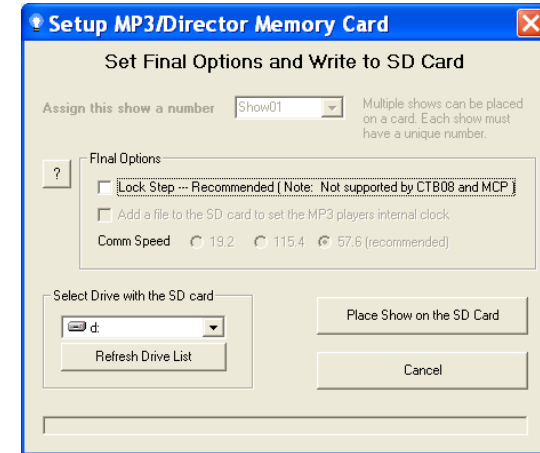 Setup MP3/Director Memory Card
Set Final Options and Write to SD Card
Assign this show a number
Show01
Multiple shows can be placed
on a card. Each show must
have a unique number.
?
FInal Options
Lock Step --- Recommended ( Note: Not supported by CTB08 and MCP )
Add a file to the SD card to set the MP3 players internal clock
Comm Speed 19.2 115.4 57.6 (recommended)
Select Drive with the SD card
d:
Refresh Drive List
Place Show on the SD Card
Cancel